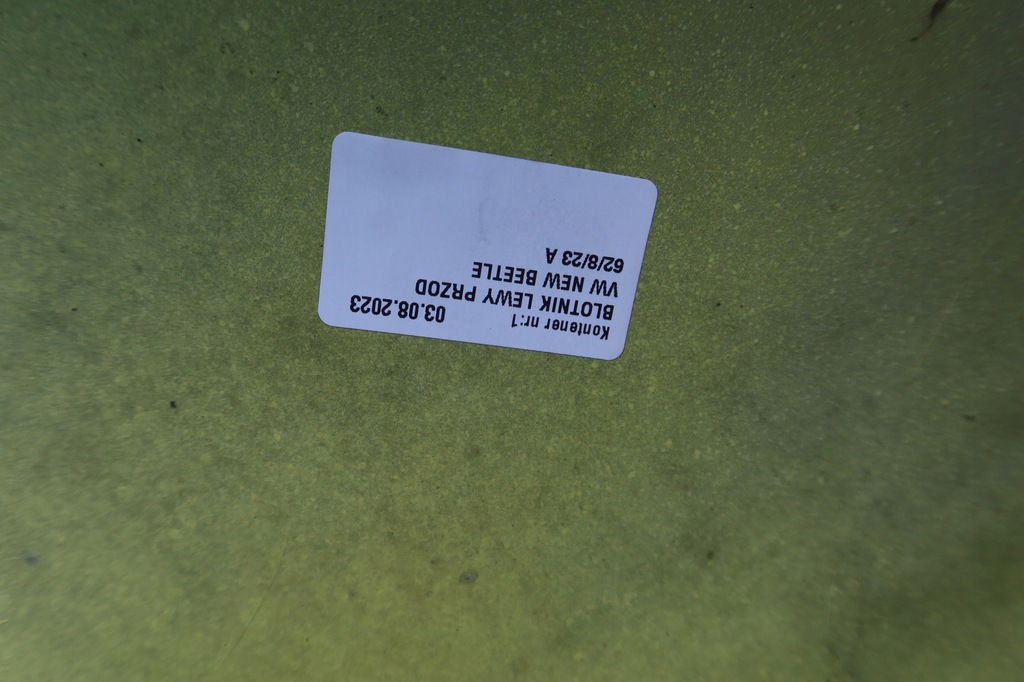 Kontener nr:1 03.08.2023
BLOTNIK LEWY PRZOD
VW NEW BEETLE
62/8/23 A